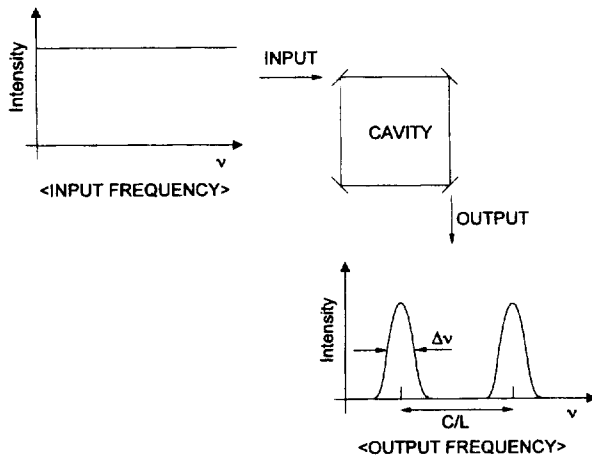 Intensity
ν
<INPUT FREQUENCY>
INPUT
CAVITY
OUTPUT
Intensity
Δν
C/L
ν
<OUTPUT FREQUENCY>